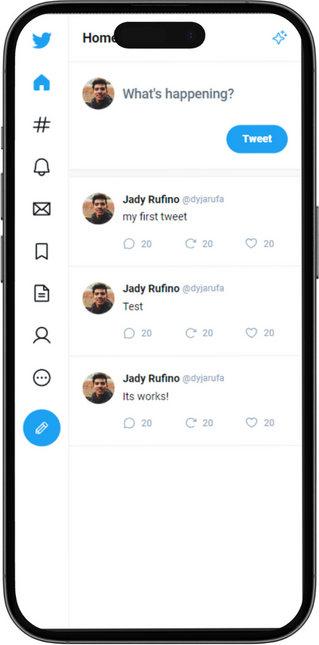 Home
What's happening?
Tweet
Jady Rufino @dyjarufa
my first tweet
20 20 20
Jady Rufino @dyjarufa
Test
20 20 20
Jady Rufino @dyjarufa
Its works!
20 20 20